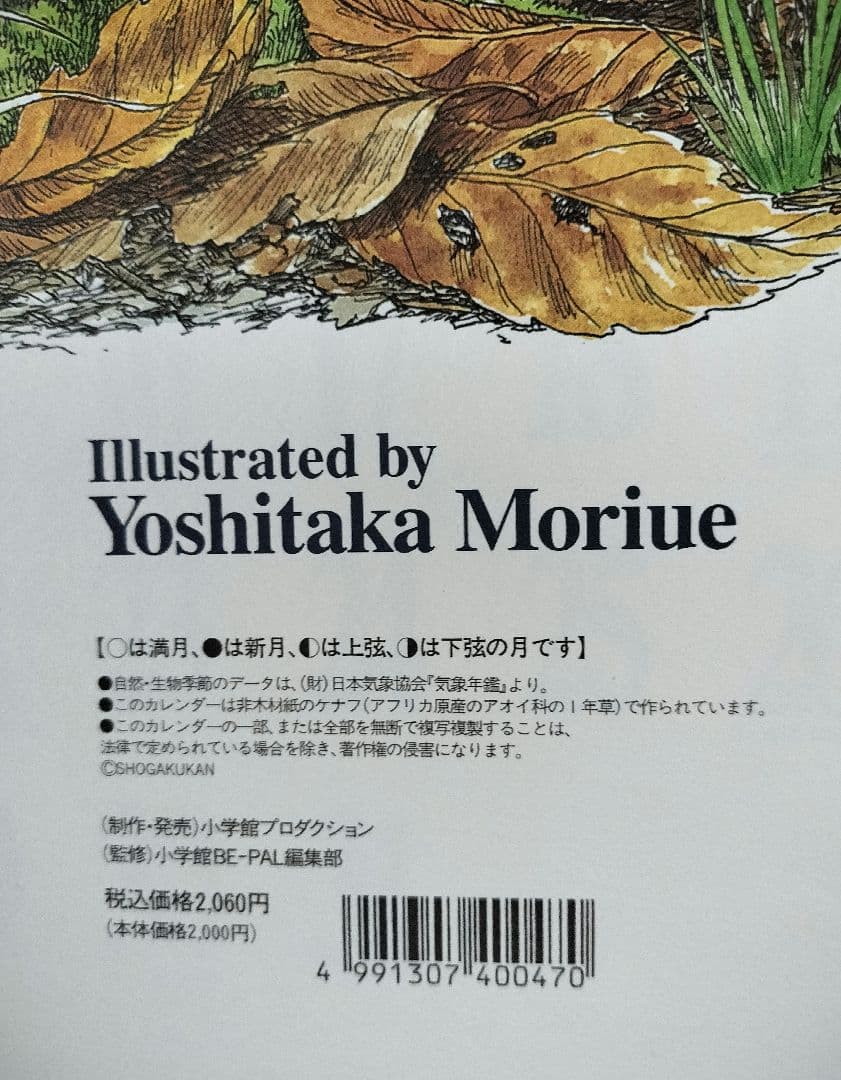 Illustrated by
Yoshitaka Moriue
【○は満月、●は新月、◐は上弦、◑は下弦の月です】
●自然・生物季節のデータは、(財)日本気象協会『気象年鑑』より。
●このカレンダーは非木材紙のケナフ(アフリカ原産のアオイ科の1年草)で作られています。
●このカレンダーの一部、または全部を無断で複写複製することは、
法律で定められている場合を除き、著作権の侵害になります。
©SHOGAKUKAN
(制作・発売)小学館プロダクション
(監修)小学館BE-PAL編集部
税込価格2,060円
(本体価格2,000円)
4 991307 400470